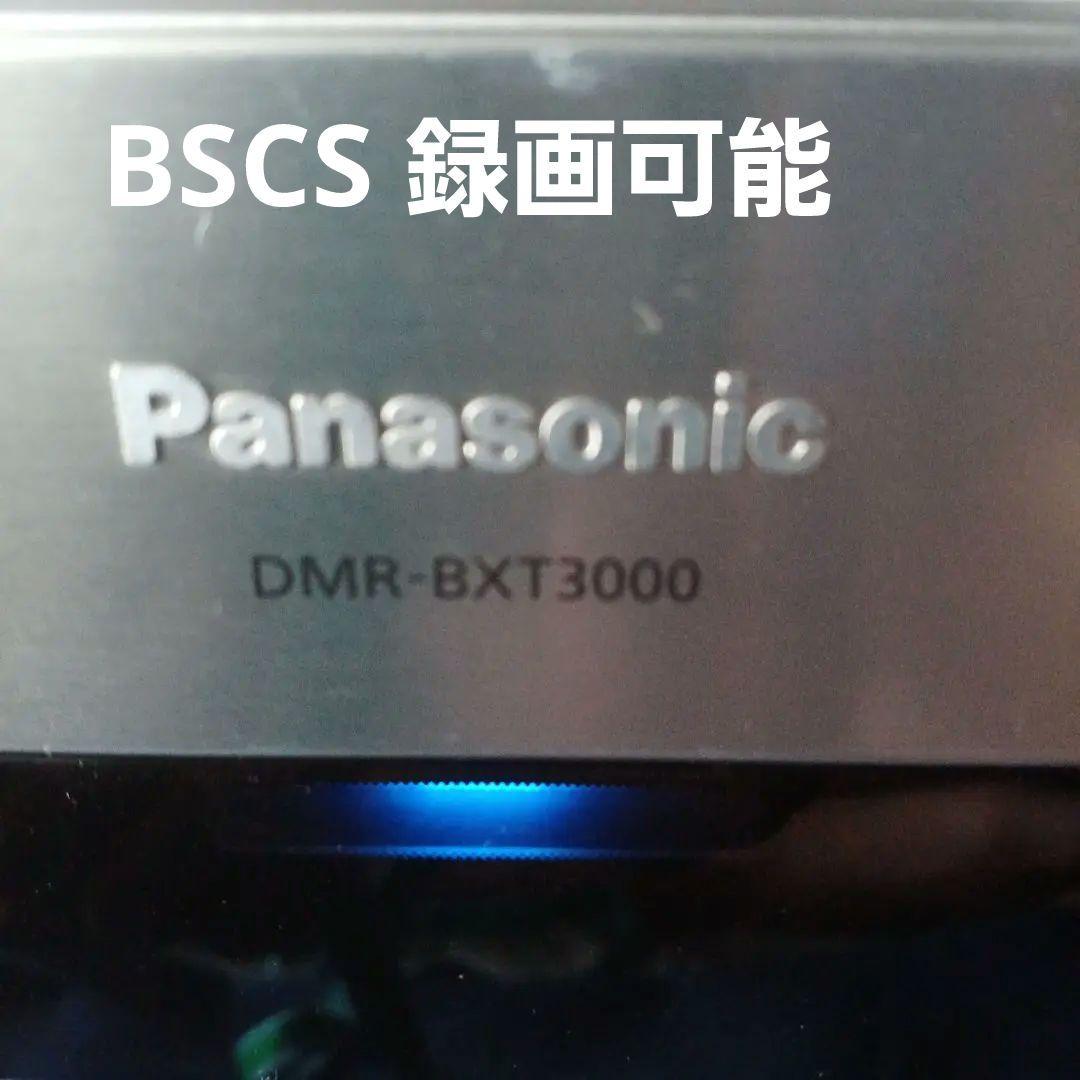 BSCS 録画可能
Panasonic
DMR-BXT3000